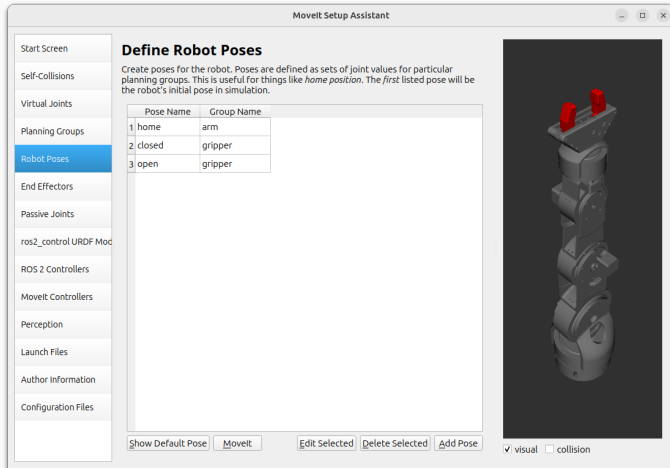 MoveIt Setup Assistant
Start Screen
Self-Collisions
Virtual Joints
Planning Groups
Robot Poses
End Effectors
Passive Joints
ros2_control URDF Mod
ROS 2 Controllers
MoveIt Controllers
Perception
Launch Files
Author Information
Configuration Files
Define Robot Poses
Create poses for the robot. Poses are defined as sets of joint values for particular
planning groups. This is useful for things like home position. The first listed pose will be
the robot's initial pose in simulation.
Pose Name Group Name
1 home arm
2 closed gripper
3 open gripper
Show Default Pose MoveIt Edit Selected Delete Selected Add Pose
visual collision